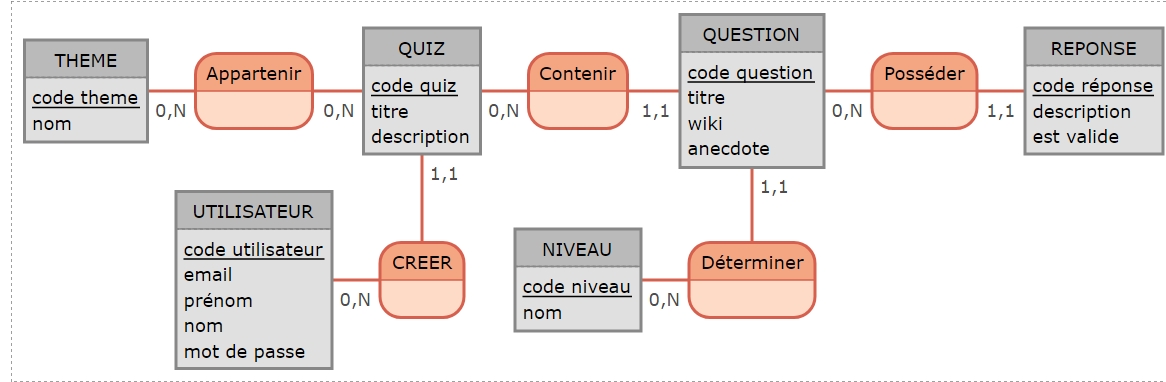 THEME
code theme
nom
0,N
Appartenir
0,N
QUIZ
code quiz
titre
description
0,N
Contenir
1,1
QUESTION
code question
titre
wiki
anecdote
0,N
Posséder
1,1
REPONSE
code réponse
description
est valide
1,1
1,1
UTILISATEUR
code utilisateur
email
prénom
nom
mot de passe
0,N
CREER
NIVEAU
code niveau
nom
0,N
Déterminer